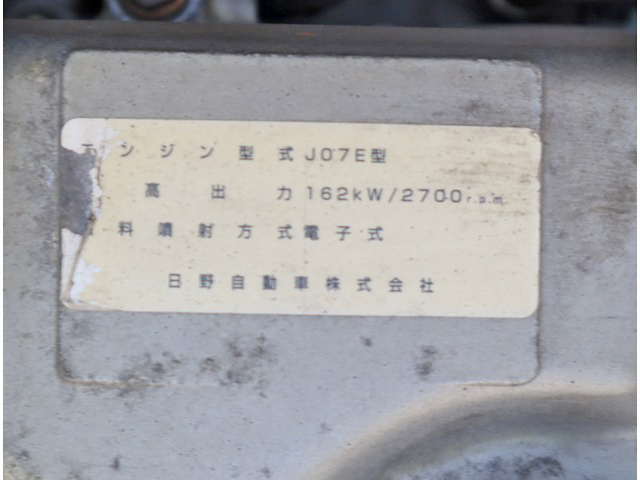 エンジン型式 J07E型
高出力 162kW/2700r.p.m.
料噴射方式 電子式
日野自動車株式会社